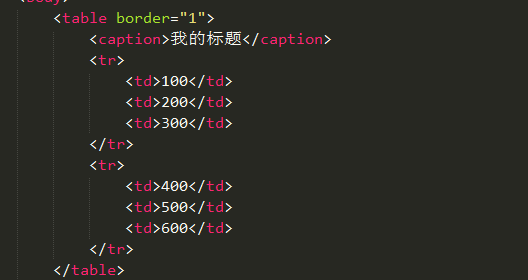 <body>
<table border="1">
<caption>我的标题</caption>
<tr>
<td>100</td>
<td>200</td>
<td>300</td>
</tr>
<tr>
<td>400</td>
<td>500</td>
<td>600</td>
</tr>
</table>